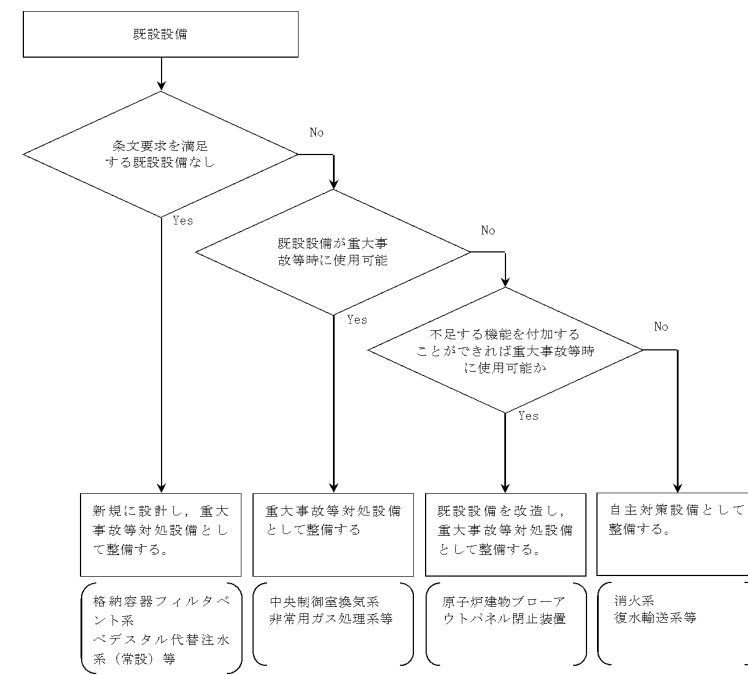 既設設備
条文要求を満足
する既設設備なし
No
Yes
既設設備が重大事
故等時に使用可能
No
Yes
不足する機能を付加する
ことができれば重大事故等時
に使用可能か
No
Yes
新規に設計し，重大
事故等対処設備とし
て整備する。
重大事故等対処設備
として整備する
既設設備を改造し，
重大事故等対処設備
として整備する。
自主対策設備として
整備する。
格納容器フィルタベ
ント系
ペデスタル代替注水
系（常設）等
中央制御室換気系
非常用ガス処理系等
原子炉建物ブローア
ウトパネル閉止装置
消火系
復水輸送系等